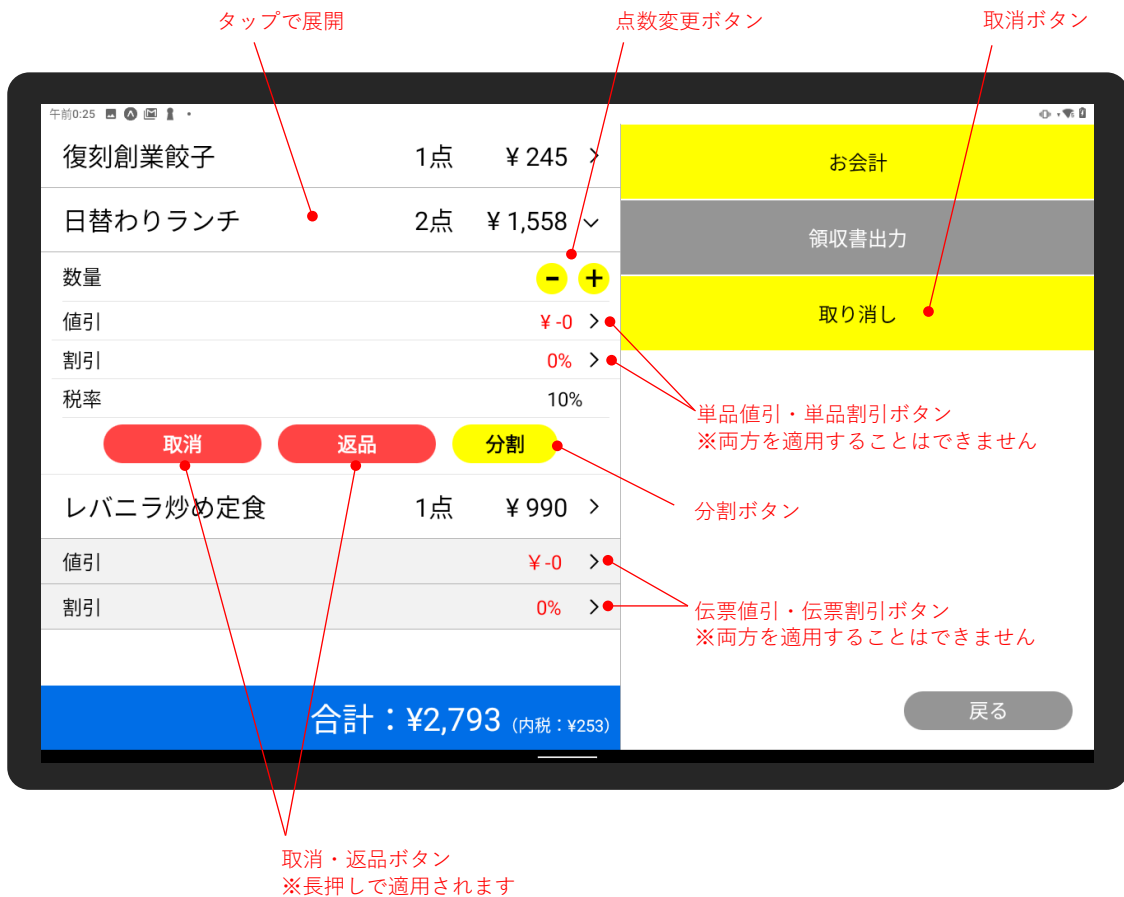 タップで展開
点数変更ボタン
取消ボタン
午前0:25
復刻創業餃子 1点 ¥ 245
日替わりランチ 2点 ¥ 1,558
数量 - +
値引 ¥ -0
割引 0%
税率 10%
取消 返品 分割
レバニラ炒め定食 1点 ¥ 990
値引 ¥ -0
割引 0%
合計：¥2,793 (内税：¥253)
お会計
領収書出力
取り消し
戻る
単品値引・単品割引ボタン
※両方を適用することはできません
分割ボタン
伝票値引・伝票割引ボタン
※両方を適用することはできません
取消・返品ボタン
※長押しで適用されます